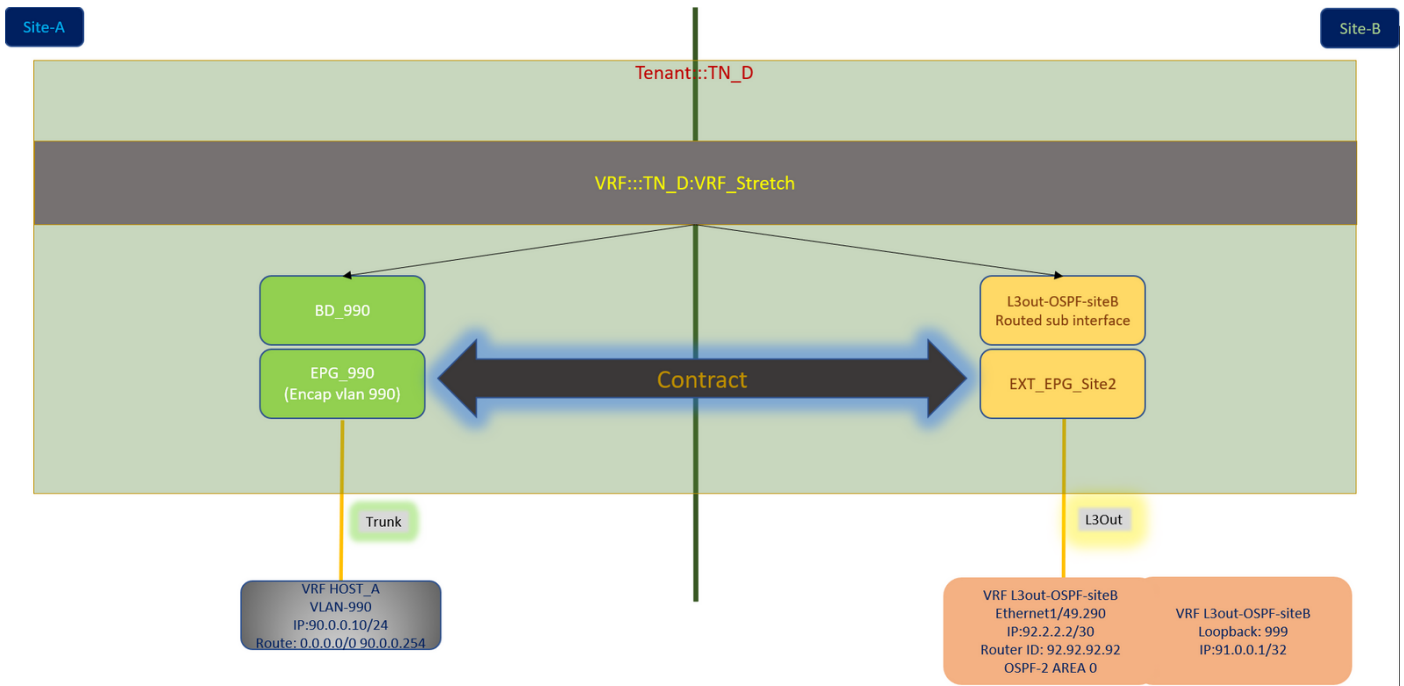 Site-A
Site-B
Tenant:::TN_D
VRF:::TN_D:VRF_Stretch
BD_990
L3out-OSPF-siteB
Routed sub interface
EPG_990
(Encap vlan 990)
Contract
EXT_EPG_Site2
Trunk
L3Out
VRF HOST_A
VLAN-990
IP:90.0.0.10/24
Route: 0.0.0.0/0 90.0.0.254
VRF L3out-OSPF-siteB
Ethernet1/49.290
IP:92.2.2.2/30
Router ID: 92.92.92.92
OSPF-2 AREA 0
VRF L3out-OSPF-siteB
Loopback: 999
IP:91.0.0.1/32